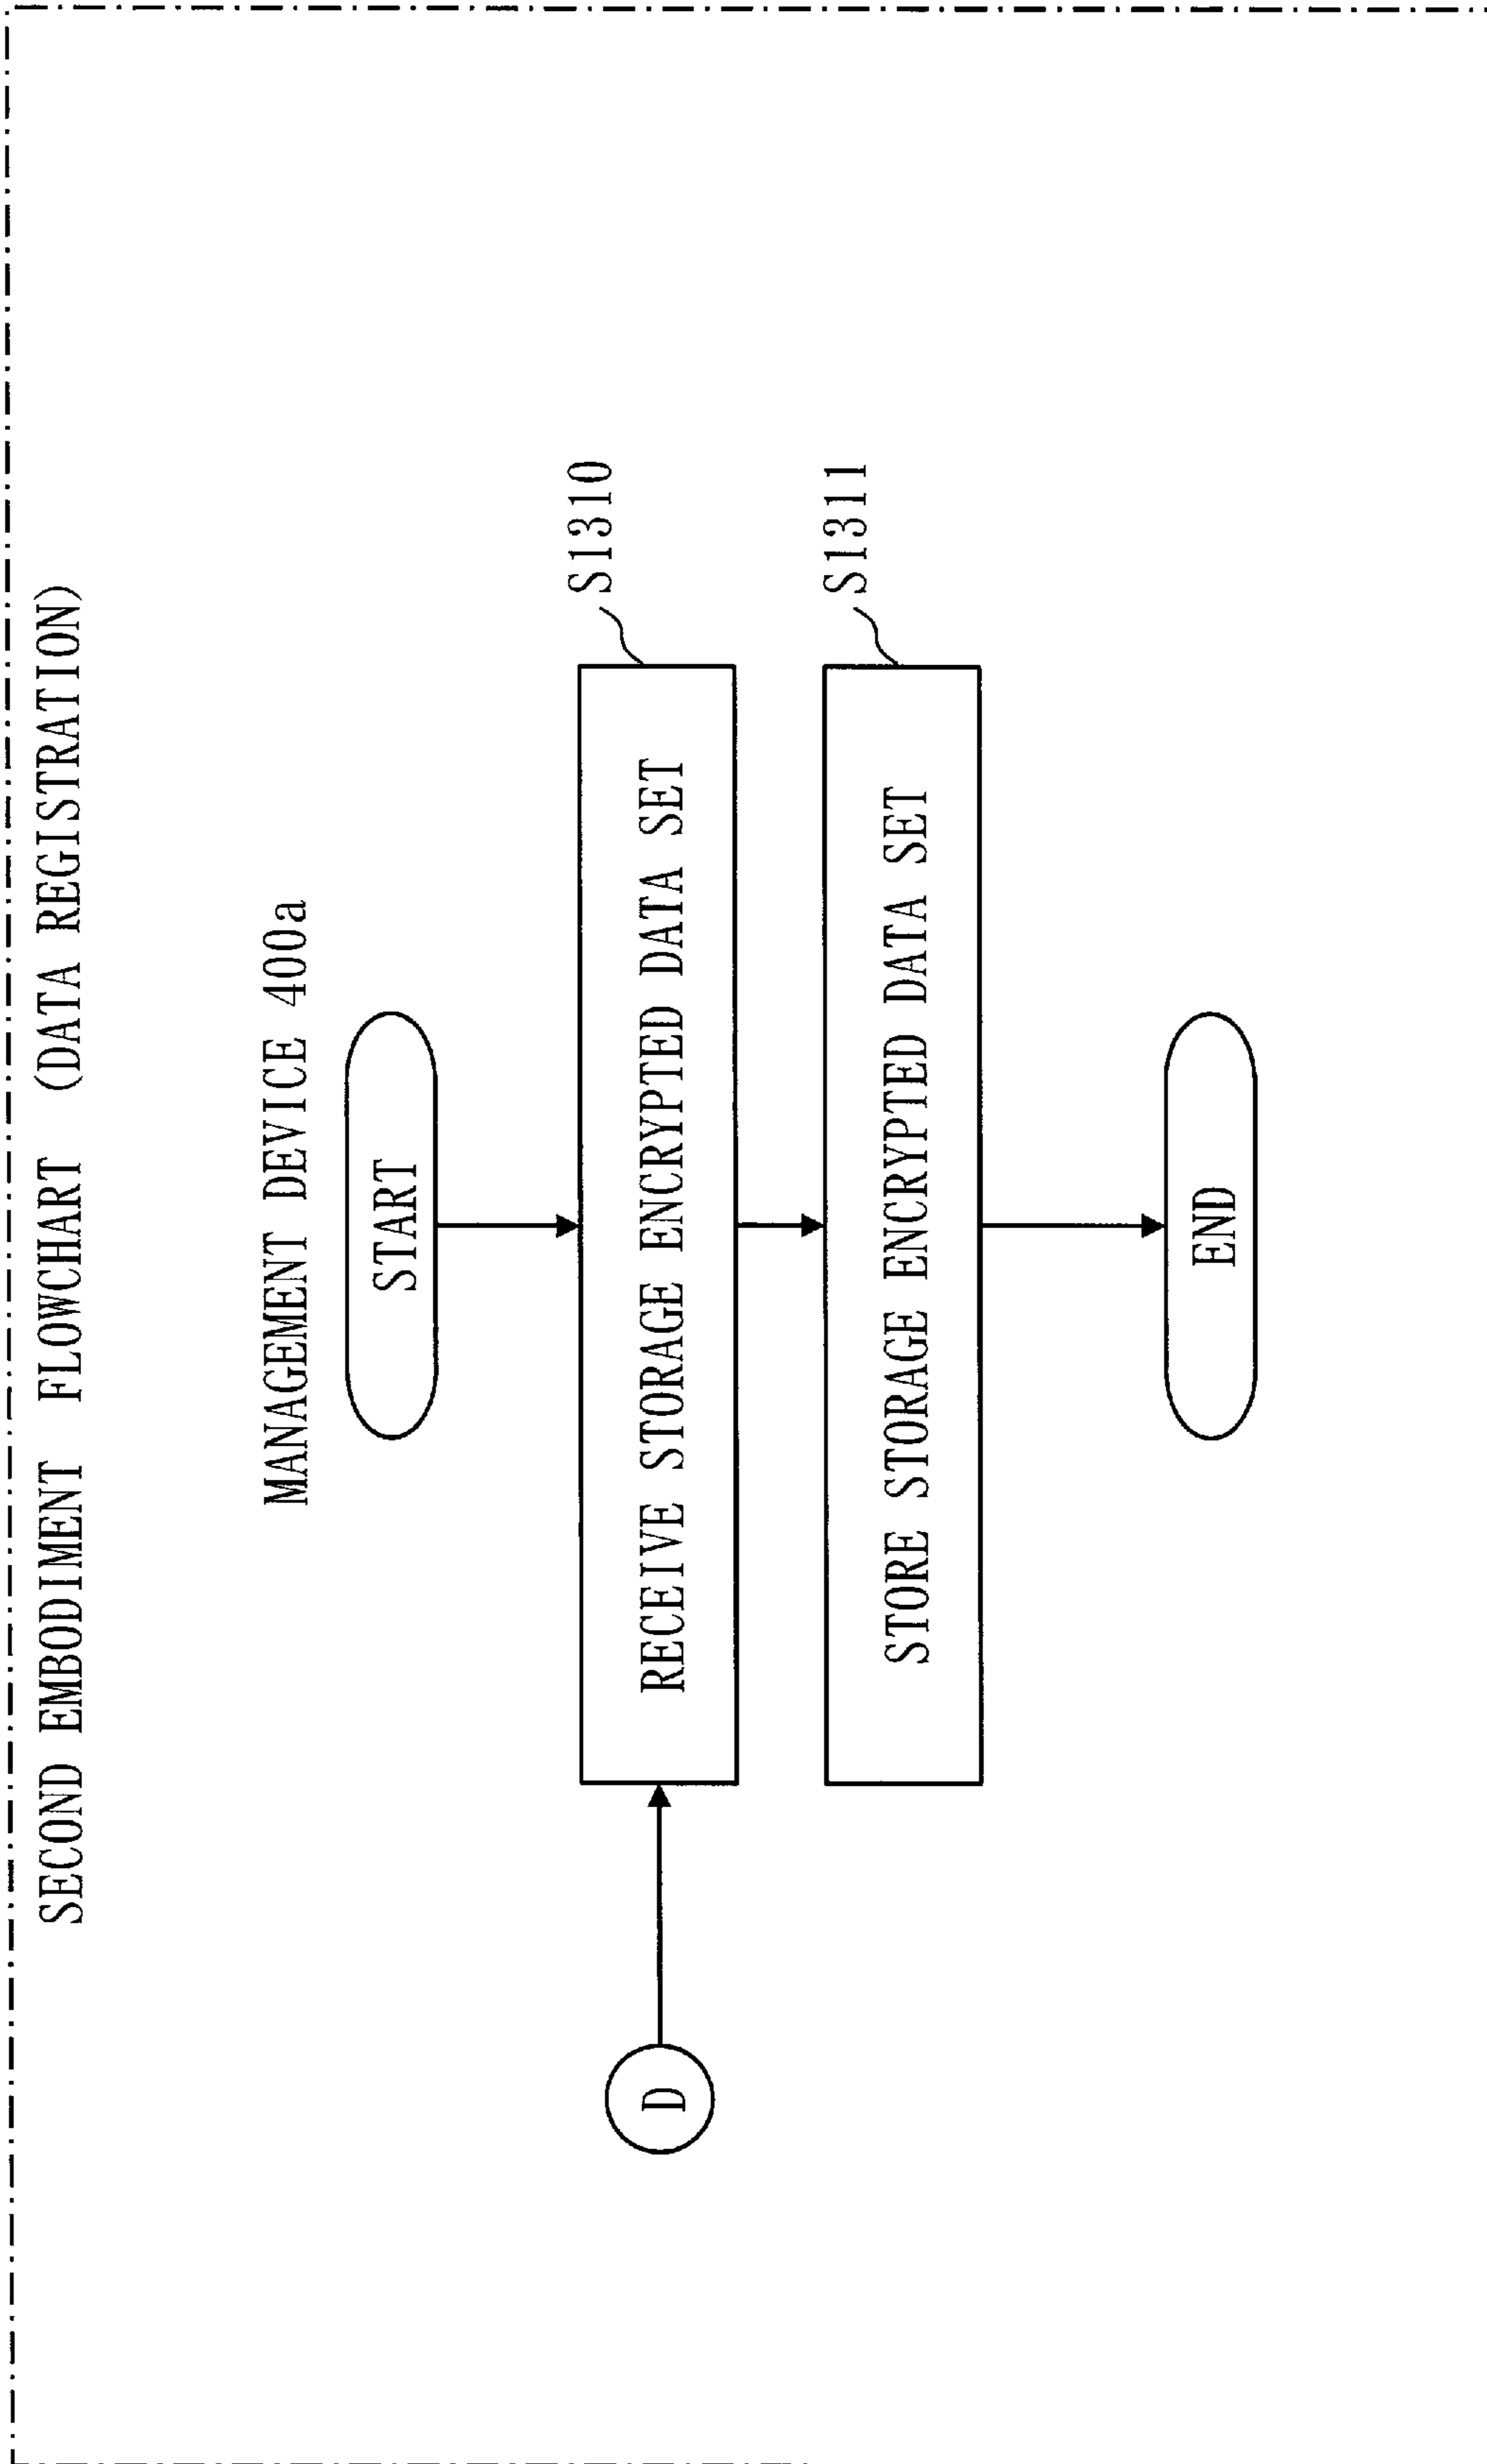 SECOND EMBODIMENT FLOWCHART (DATA REGISTRATION)
MANAGEMENT DEVICE 400a
START
S1310
RECEIVE STORAGE ENCRYPTED DATA SET
D
S1311
STORE STORAGE ENCRYPTED DATA SET
END